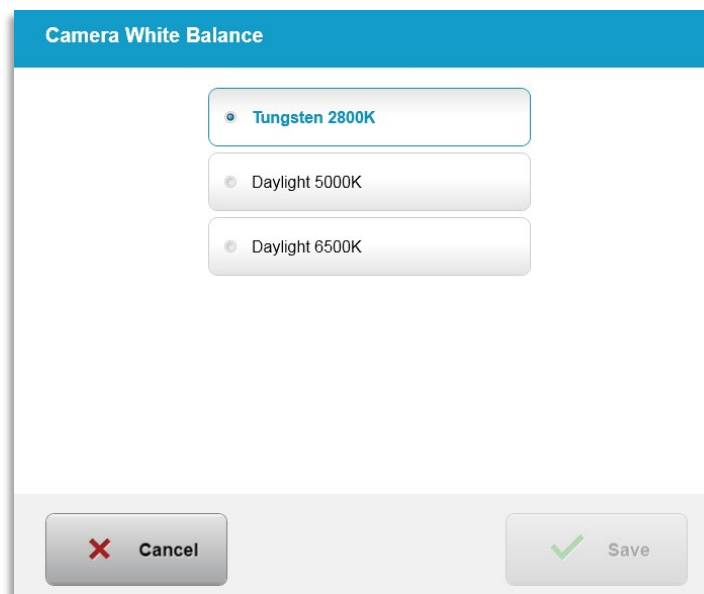 Camera White Balance
Tungsten 2800K
Daylight 5000K
Daylight 6500K
Cancel
Save